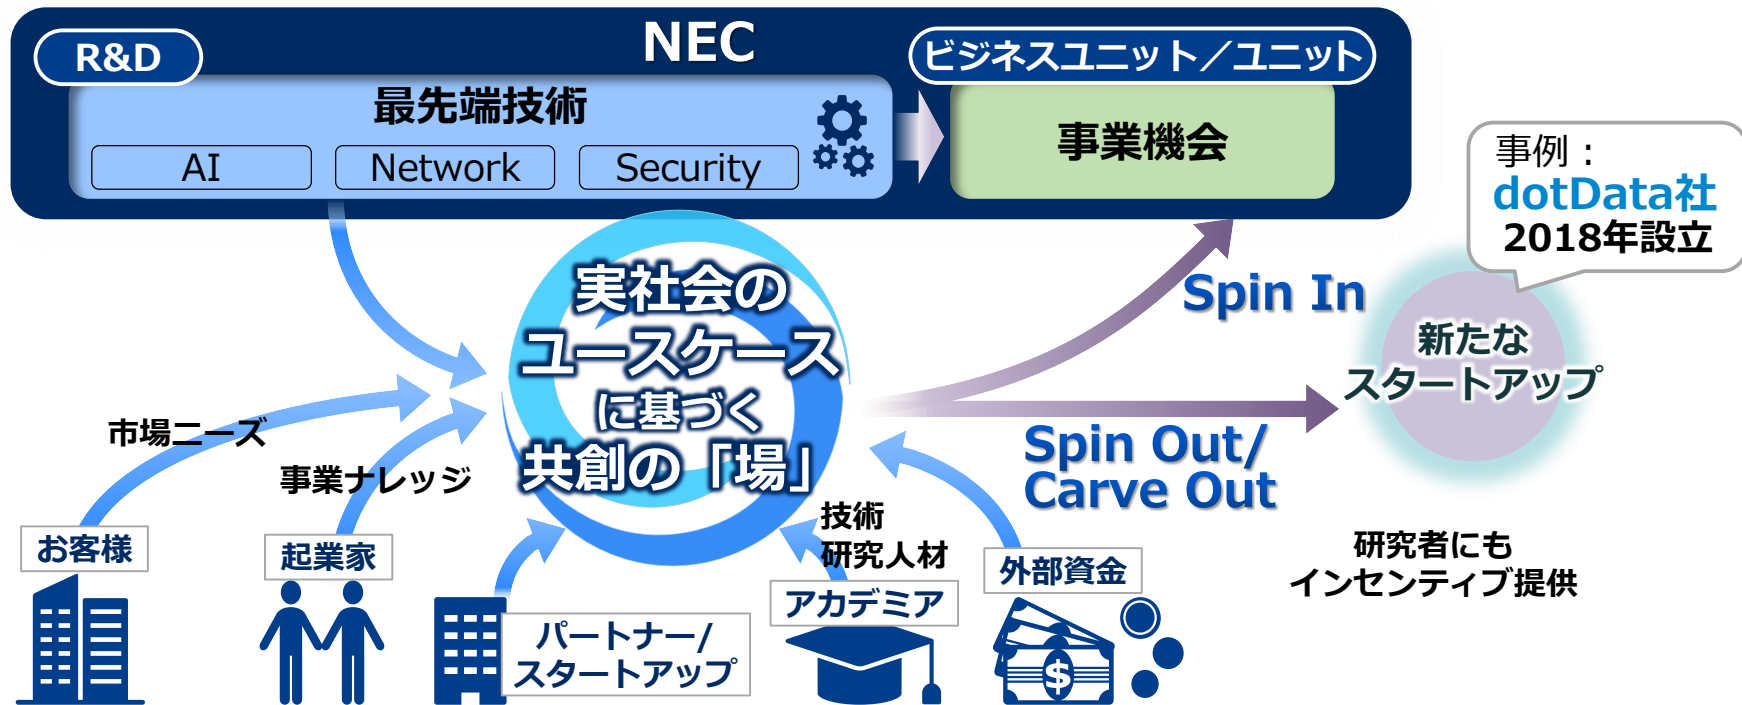 NEC
R&D
最先端技術
AI
Network
Security
ビジネスユニット／ユニット
事業機会
事例：
dotData社
2018年設立
実社会の
ユースケース
に基づく
共創の「場」
Spin In
新たな
スタートアップ
Spin Out/
Carve Out
市場ニーズ
事業ナレッジ
技術
研究人材
お客様
起業家
パートナー/
スタートアップ
アカデミア
外部資金
$
研究者にも
インセンティブ提供